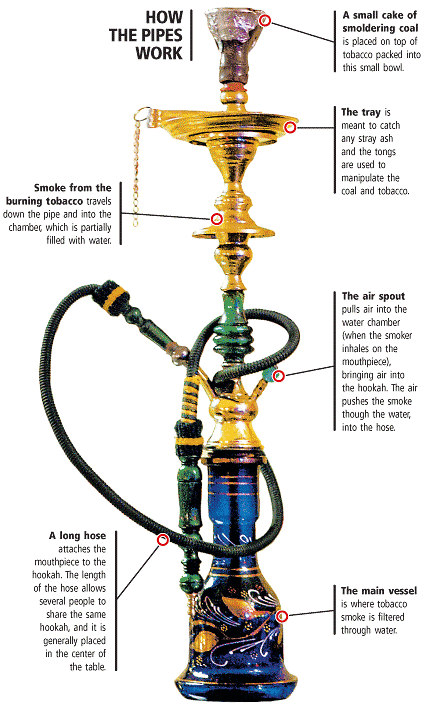 HOW
THE PIPES
WORK
A small cake of
smoldering coal
is placed on top of
tobacco packed into
this small bowl.
The tray is
meant to catch
any stray ash
and the tongs
are used to
manipulate the
coal and tobacco.
Smoke from the
burning tobacco travels
down the pipe and into the
chamber, which is partially
filled with water.
The air spout
pulls air into the
water chamber
(when the smoker
inhales on the
mouthpiece),
bringing air into
the hookah. The air
pushes the smoke
though the water,
into the hose.
A long hose
attaches the
mouthpiece to the
hookah. The length
of the hose allows
several people to
share the same
hookah, and it is
generally placed
in the center of
the table.
The main vessel
is where tobacco
smoke is filtered
through water.